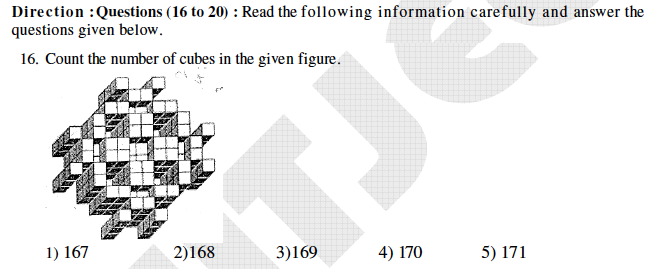 Direction : Questions (16 to 20) : Read the following information carefully and answer the
questions given below.
16. Count the number of cubes in the given figure.
1) 167 2)168 3)169 4) 170 5) 171